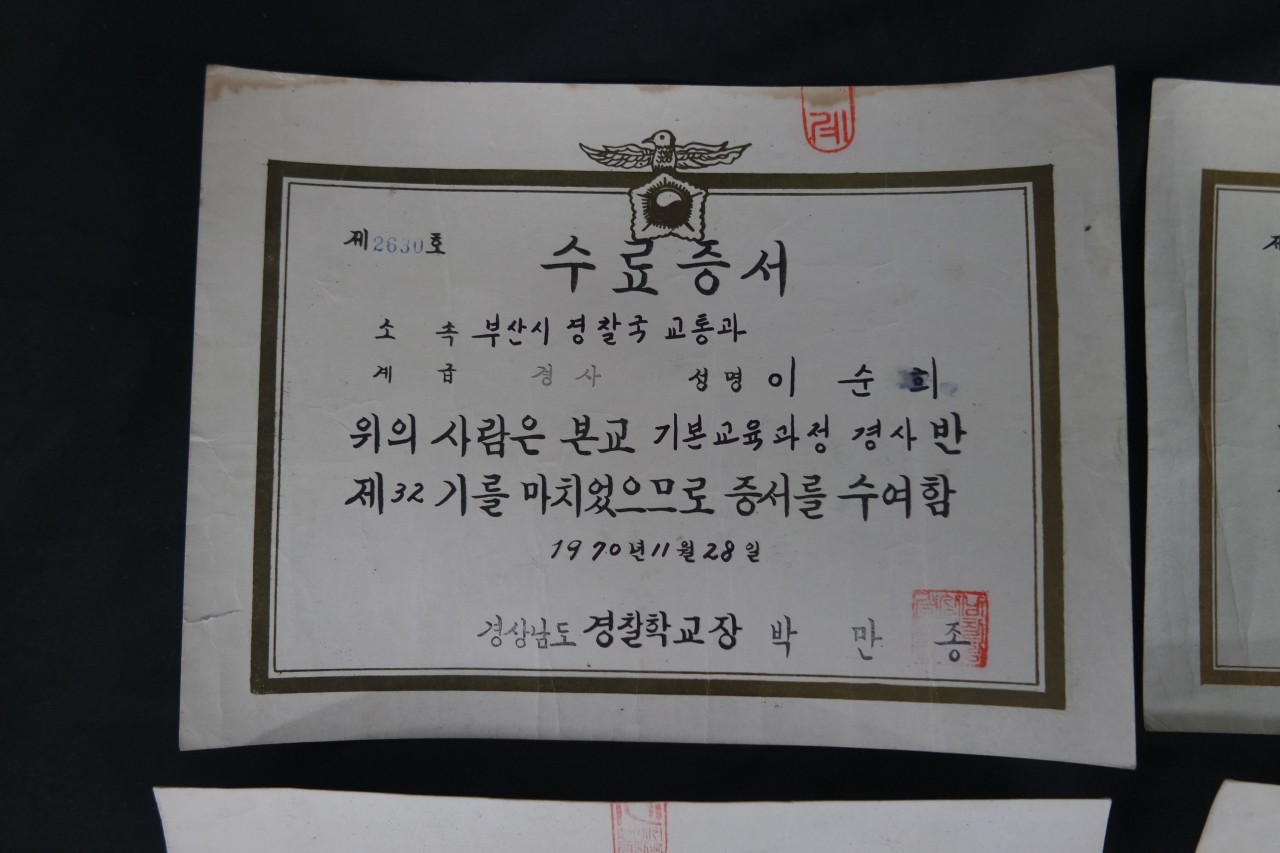 계
제2630호
수료증서
소 속 부산시 경찰국 교통과
계 급 경사 성명 이 순 희
위의 사람은 본교 기본교육과정 경사 반
제32 기를 마치었으므로 증서를 수여함
1970년11월28일
경상남도 경찰학교장 박 만 종
제